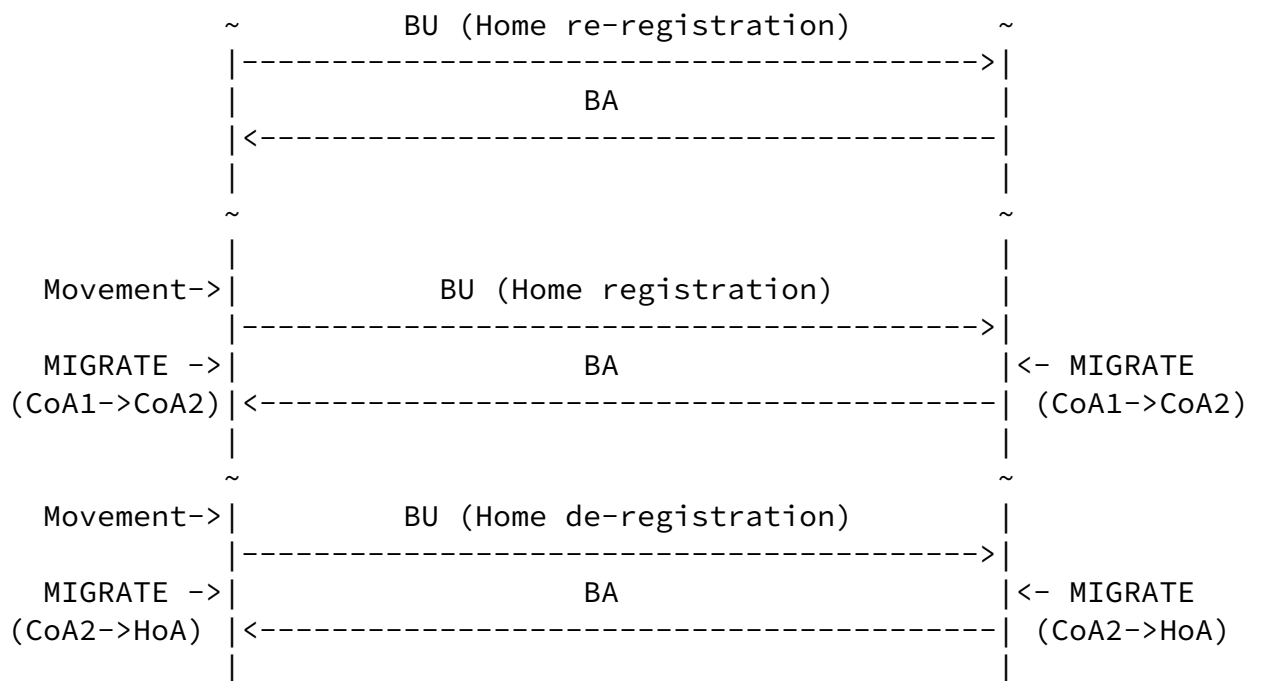 ~ BU (Home re-registration) ~
|----------------------------------------->|
| BA |
|<-----------------------------------------|
| |
~ ~
| |
Movement->| BU (Home registration) |
|----------------------------------------->|
MIGRATE ->| BA |<- MIGRATE
(CoA1->CoA2)|<-----------------------------------------| (CoA1->CoA2)
| |
~ ~
Movement->| BU (Home de-registration) |
|----------------------------------------->|
MIGRATE ->| BA |<- MIGRATE
(CoA2->HoA) |<-----------------------------------------| (CoA2->HoA)
| |